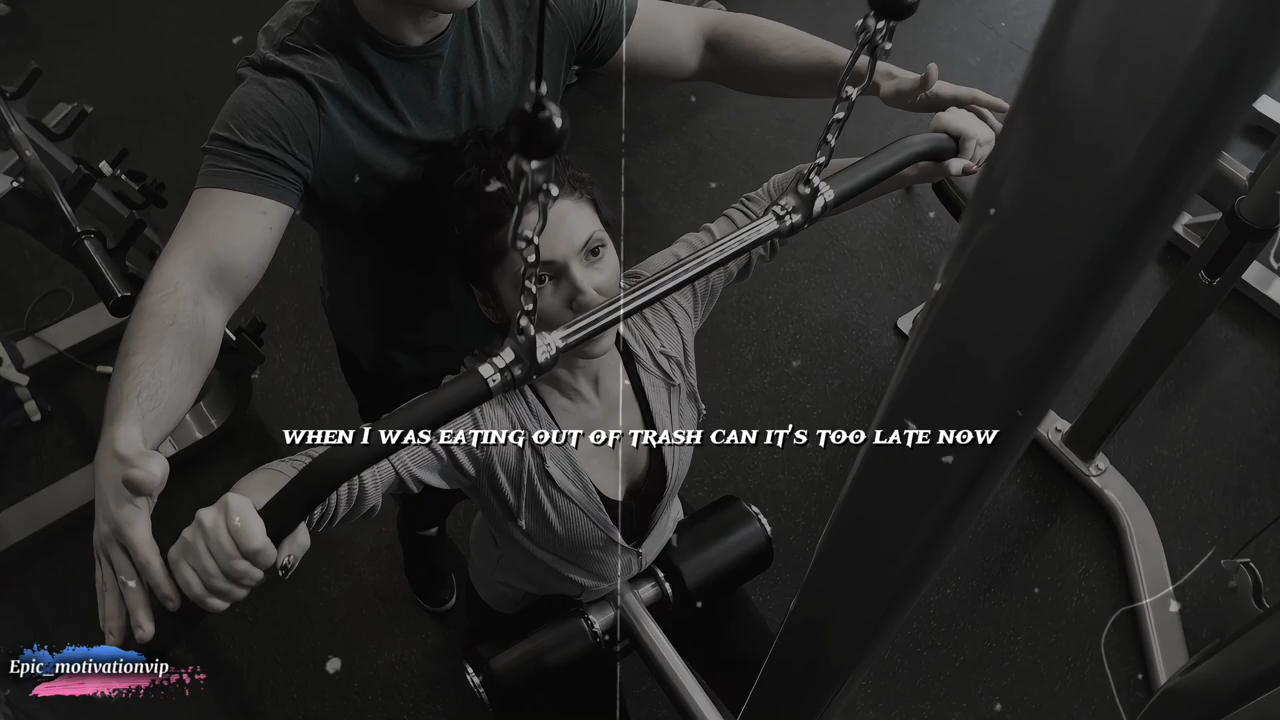 WHEN I WAS EATING OUT OF TRASH CAN IT'S TOO LATE NOW
Epic_motivationvip